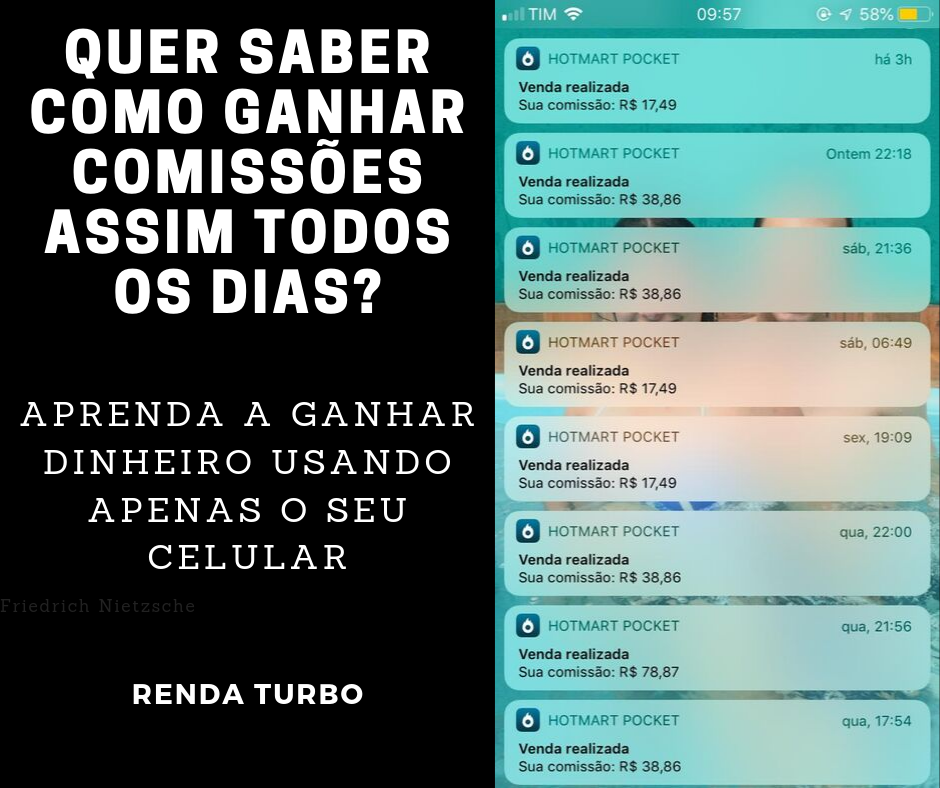 QUER SABER
COMO GANHAR
COMISSÕES
ASSIM TODOS
OS DIAS?
APRENDA A GANHAR
DINHEIRO USANDO
APENAS O SEU
CELULAR
Friedrich Nietzsche
RENDA TURBO
TIM 09:57 58%
HOTMART POCKET há 3h
Venda realizada
Sua comissão: R$ 17,49
HOTMART POCKET Ontem 22:18
Venda realizada
Sua comissão: R$ 38,86
HOTMART POCKET sáb, 21:36
Venda realizada
Sua comissão: R$ 38,86
HOTMART POCKET sáb, 06:49
Venda realizada
Sua comissão: R$ 17,49
HOTMART POCKET sex, 19:09
Venda realizada
Sua comissão: R$ 17,49
HOTMART POCKET qua, 22:00
Venda realizada
Sua comissão: R$ 38,86
HOTMART POCKET qua, 21:56
Venda realizada
Sua comissão: R$ 78,87
HOTMART POCKET qua, 17:54
Venda realizada
Sua comissão: R$ 38,86